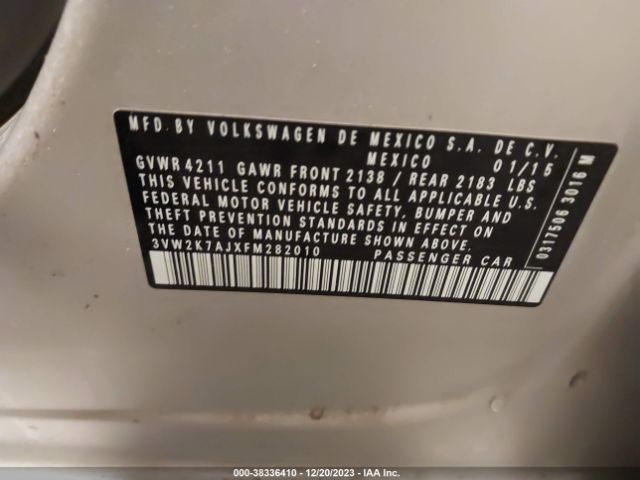 MFD. BY VOLKSWAGEN DE MEXICO S.A. DE C.V.
MEXICO 01/15
GVWR 4211 GAWR FRONT 2138 / REAR 2183 LBS
THIS VEHICLE CONFORMS TO ALL APPLICABLE U.S.
FEDERAL MOTOR VEHICLE SAFETY, BUMPER AND
THEFT PREVENTION STANDARDS IN EFFECT ON
THE DATE OF MANUFACTURE SHOWN ABOVE.
3VW2K7AJXFM282010 PASSENGER CAR
0317506 3016 M
000-38336410 - 12/20/2023 - IAA Inc.